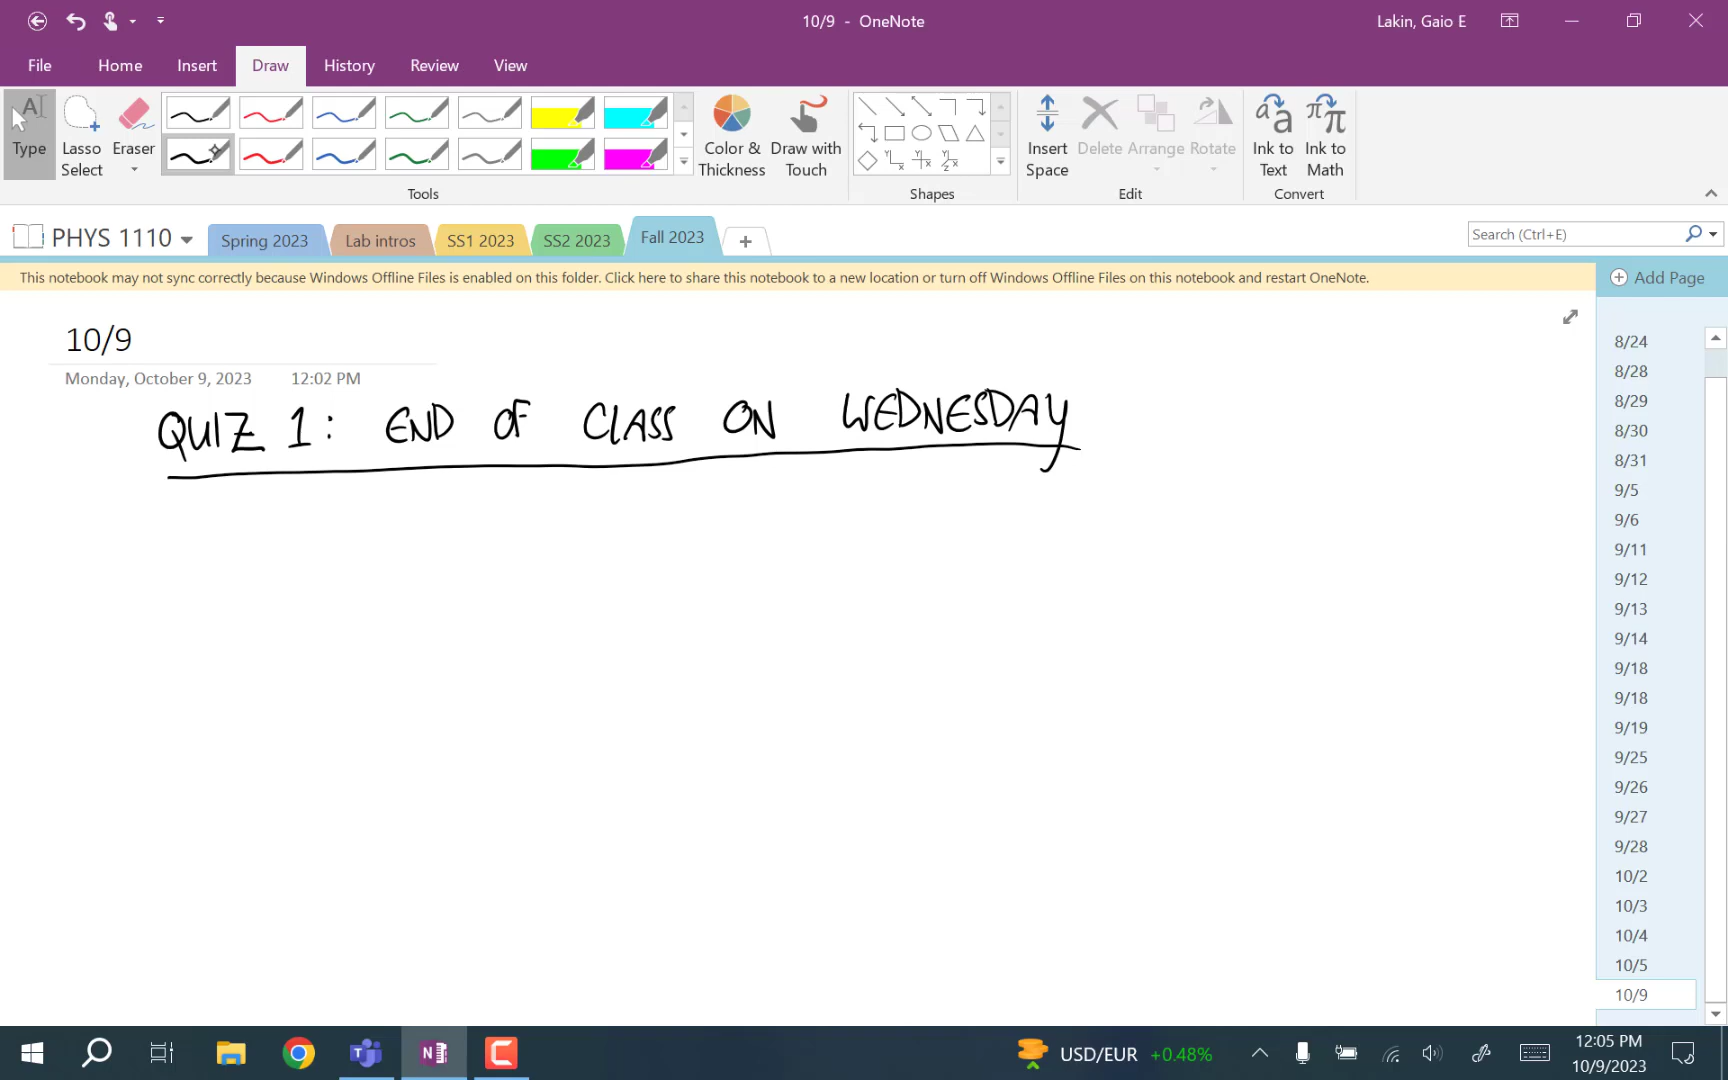 10/9 - OneNote
Lakin, Gaio E
File Home Insert Draw History Review View
Type
Lasso Select
Eraser
Color & Thickness
Draw with Touch
Insert Space
Delete
Arrange
Rotate
Ink to Text
Ink to Math
Tools
Shapes
Edit
Convert
PHYS 1110
Spring 2023
Lab intros
SS1 2023
SS2 2023
Fall 2023
Search (Ctrl+E)
This notebook may not sync correctly because Windows Offline Files is enabled on this folder. Click here to share this notebook to a new location or turn off Windows Offline Files on this notebook and restart OneNote.
Add Page
10/9
Monday, October 9, 2023 12:02 PM
QUIZ 1: END OF CLASS ON WEDNESDAY
8/24
8/28
8/29
8/30
8/31
9/5
9/6
9/11
9/12
9/13
9/14
9/18
9/18
9/19
9/25
9/26
9/27
9/28
10/2
10/3
10/4
10/5
10/9
USD/EUR +0.48%
12:05 PM
10/9/2023